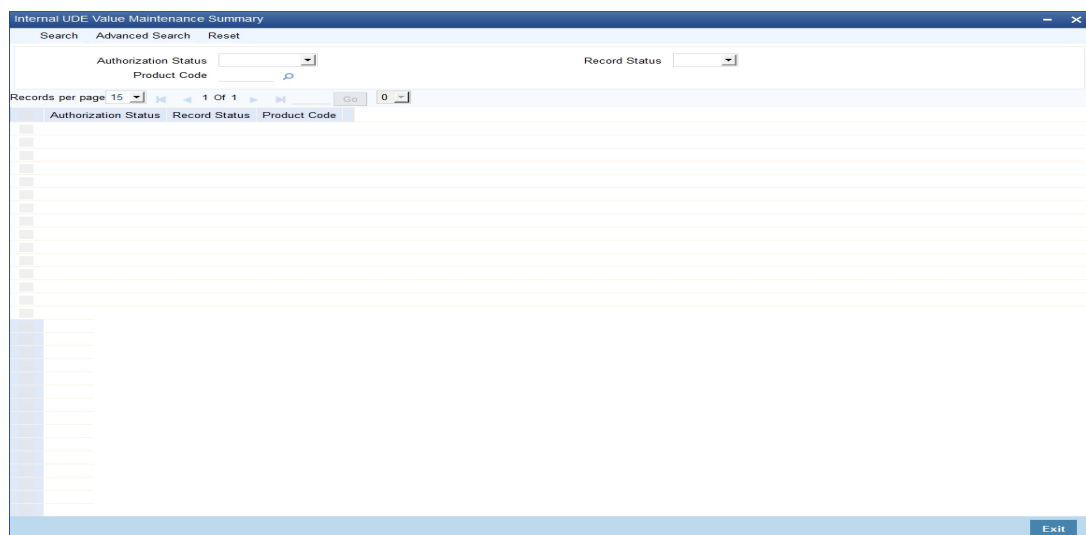 Internal UDE Value Maintenance Summary
Search Advanced Search Reset
Authorization Status Record Status
Product Code
Records per page 15 1 Of 1 Go 0
Authorization Status Record Status Product Code
Exit